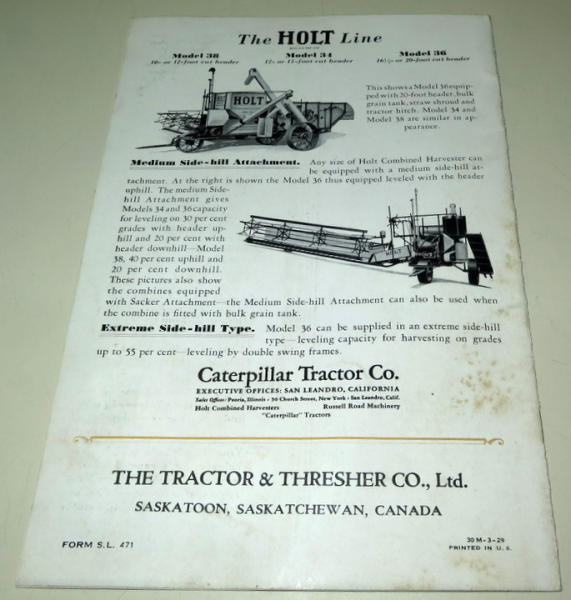 The HOLT Line
Model 38
10- or 12-foot cut header
Model 34
12- or 15-foot cut header
Model 36
16½- or 20-foot cut header
HOLT
This shows a Model 36 equip-
ped with 20-foot header, bulk
grain tank, straw shroud and
tractor hitch. Model 34 and
Model 38 are similar in ap-
pearance.
Medium Side-hill Attachment. Any size of Holt Combined Harvester can
be equipped with a medium side-hill at-
tachment. At the right is shown the Model 36 thus equipped leveled with the header
uphill. The medium Side-
hill Attachment gives
Models 34 and 36 capacity
for leveling on 30 per cent
grades with header up-
hill and 20 per cent with
header downhill—Model
38, 40 per cent uphill and
20 per cent downhill.
These pictures also show
the combines equipped
with Sacker Attachment—the Medium Side-hill Attachment can also be used when
the combine is fitted with bulk grain tank.
Extreme Side-hill Type. Model 36 can be supplied in an extreme side-hill
type—leveling capacity for harvesting on grades
up to 55 per cent—leveling by double swing frames.
Caterpillar Tractor Co.
EXECUTIVE OFFICES: SAN LEANDRO, CALIFORNIA
Sales Offices: Peoria, Illinois · 50 Church Street, New York · San Leandro, Calif.
Holt Combined Harvesters Russell Road Machinery
"Caterpillar" Tractors
THE TRACTOR & THRESHER CO., Ltd.
SASKATOON, SASKATCHEWAN, CANADA
FORM S.L. 471
30 M-3-29
PRINTED IN U. S.